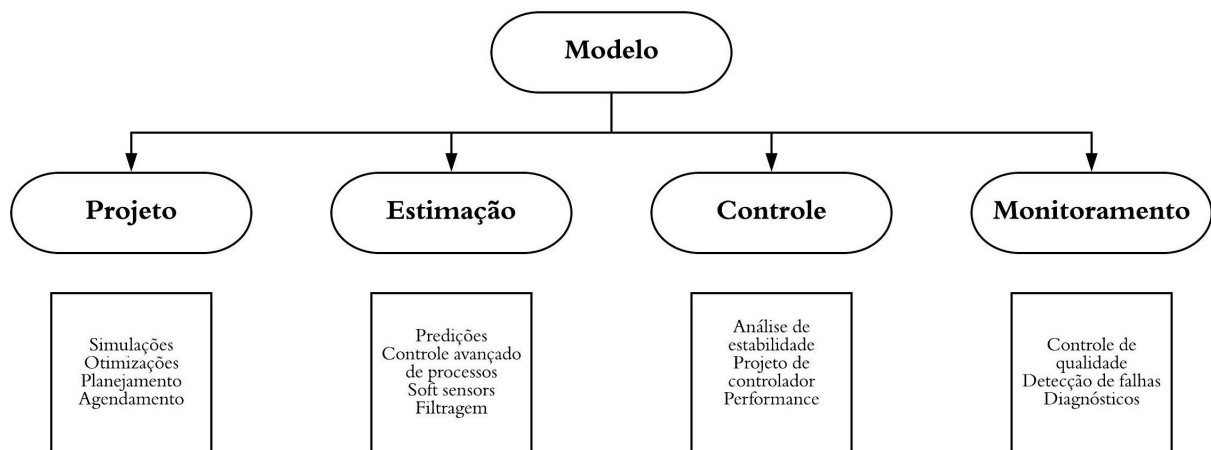 Modelo
Projeto
Estimação
Controle
Monitoramento
Simulações
Otimizações
Planejamento
Agendamento
Predições
Controle avançado
de processos
Soft sensors
Filtragem
Análise de
estabilidade
Projeto de
controlador
Performance
Controle de
qualidade
Detecção de falhas
Diagnósticos